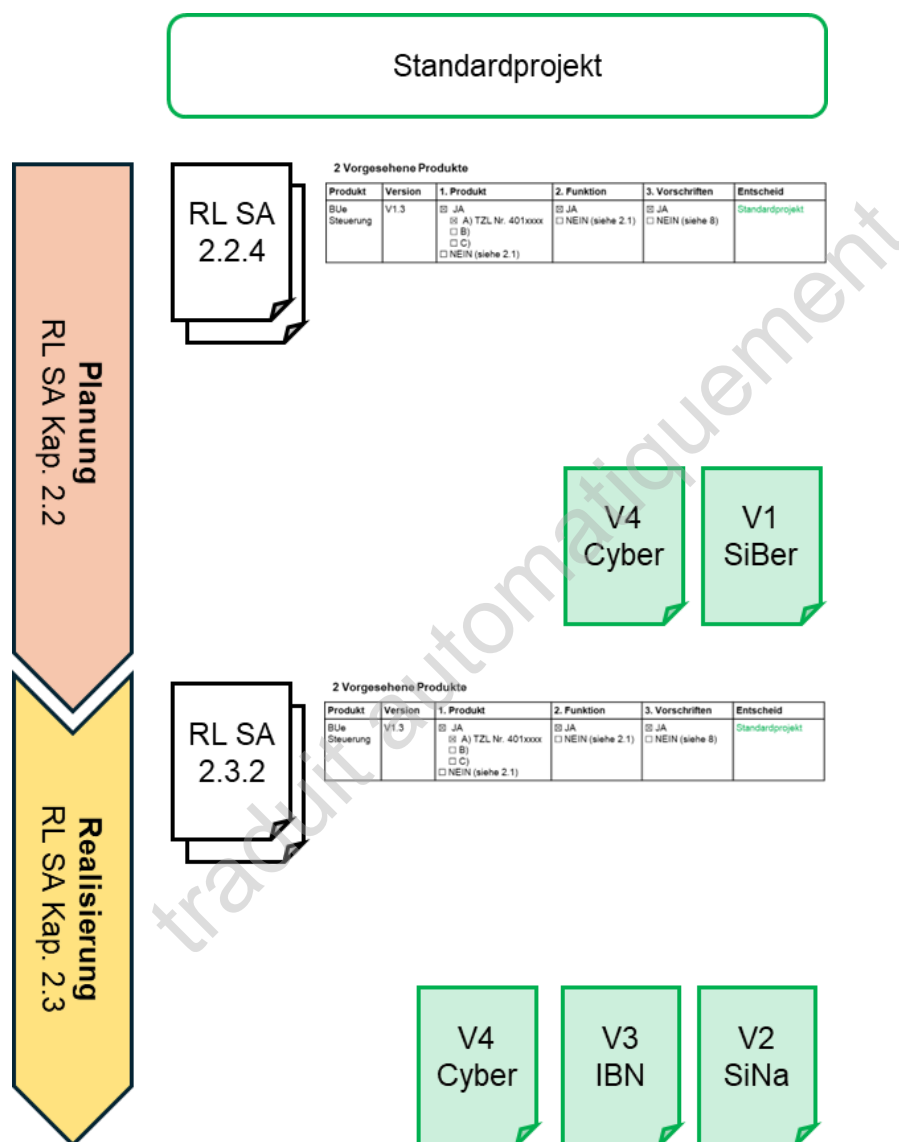 Standardprojekt
Planung
RL SA Kap. 2.2
RL SA
2.2.4
2 Vorgesehene Produkte
Produkt Version 1. Produkt 2. Funktion 3. Vorschriften Entscheid
BUe V1.3 ☒ JA ☒ JA ☒ JA Standardprojekt
Steuerung ☒ A) TZL Nr. 401xxxx ☐ NEIN (siehe 2.1) ☐ NEIN (siehe 8)
☐ B)
☐ C)
☐ NEIN (siehe 2.1)
V4
Cyber
V1
SiBer
Realisierung
RL SA Kap. 2.3
RL SA
2.3.2
2 Vorgesehene Produkte
Produkt Version 1. Produkt 2. Funktion 3. Vorschriften Entscheid
BUe V1.3 ☒ JA ☒ JA ☒ JA Standardprojekt
Steuerung ☒ A) TZL Nr. 401xxxx ☐ NEIN (siehe 2.1) ☐ NEIN (siehe 8)
☐ B)
☐ C)
☐ NEIN (siehe 2.1)
V4
Cyber
V3
IBN
V2
SiNa
traduit automatiquement